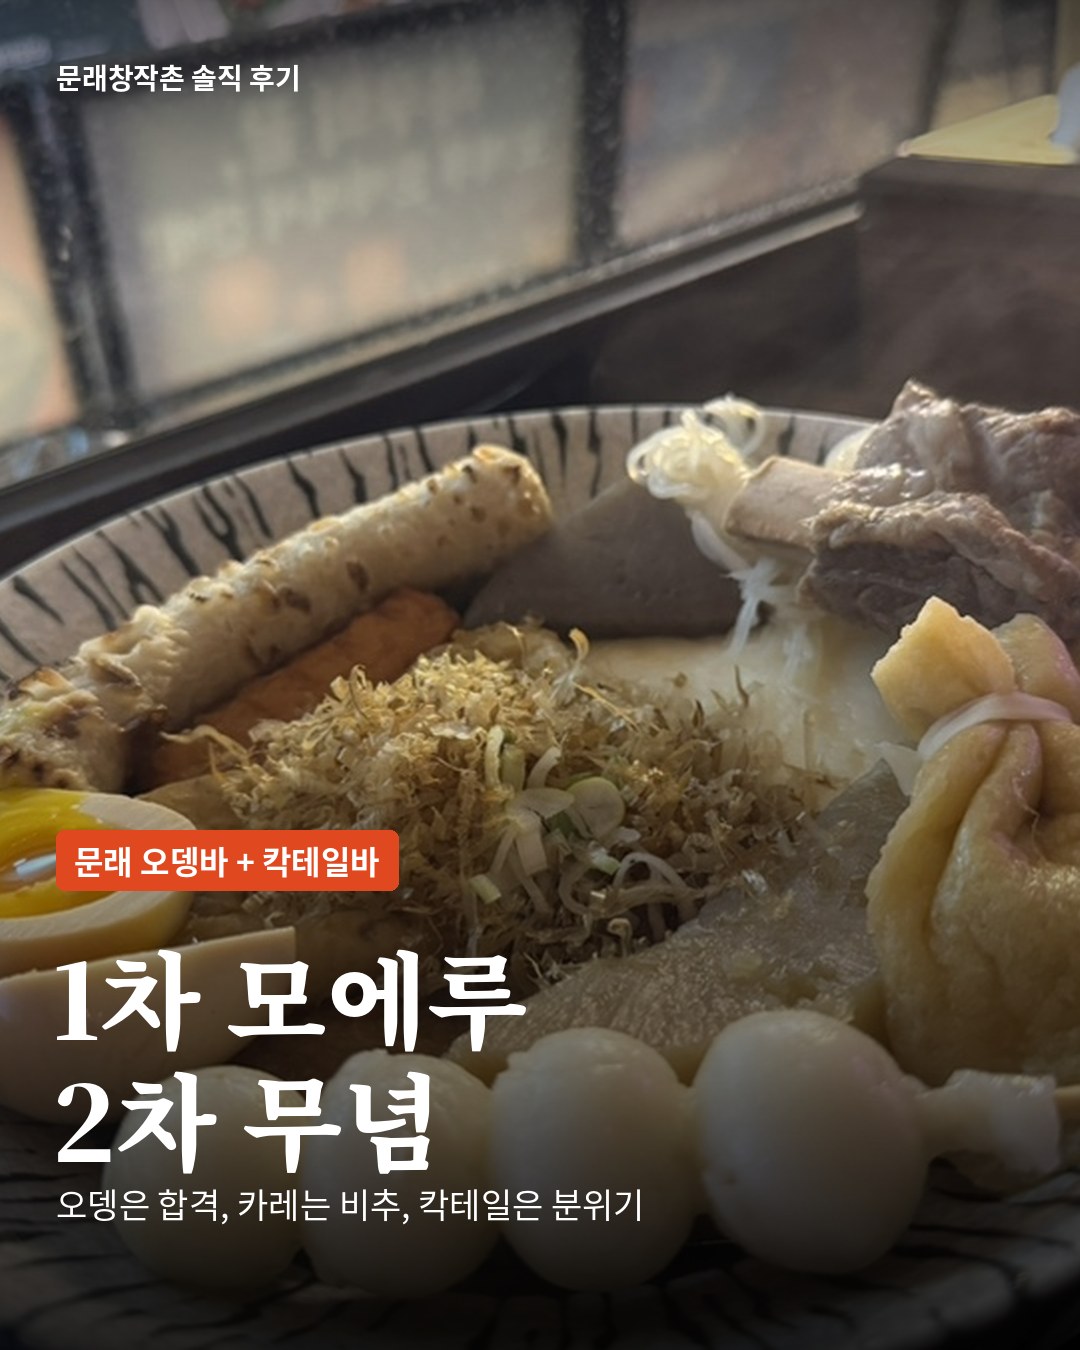 문래창작촌 솔직 후기
문래 오뎅바 + 칵테일바
1차 모에루
2차 무념
오뎅은 합격, 카레는 비추, 칵테일은 분위기